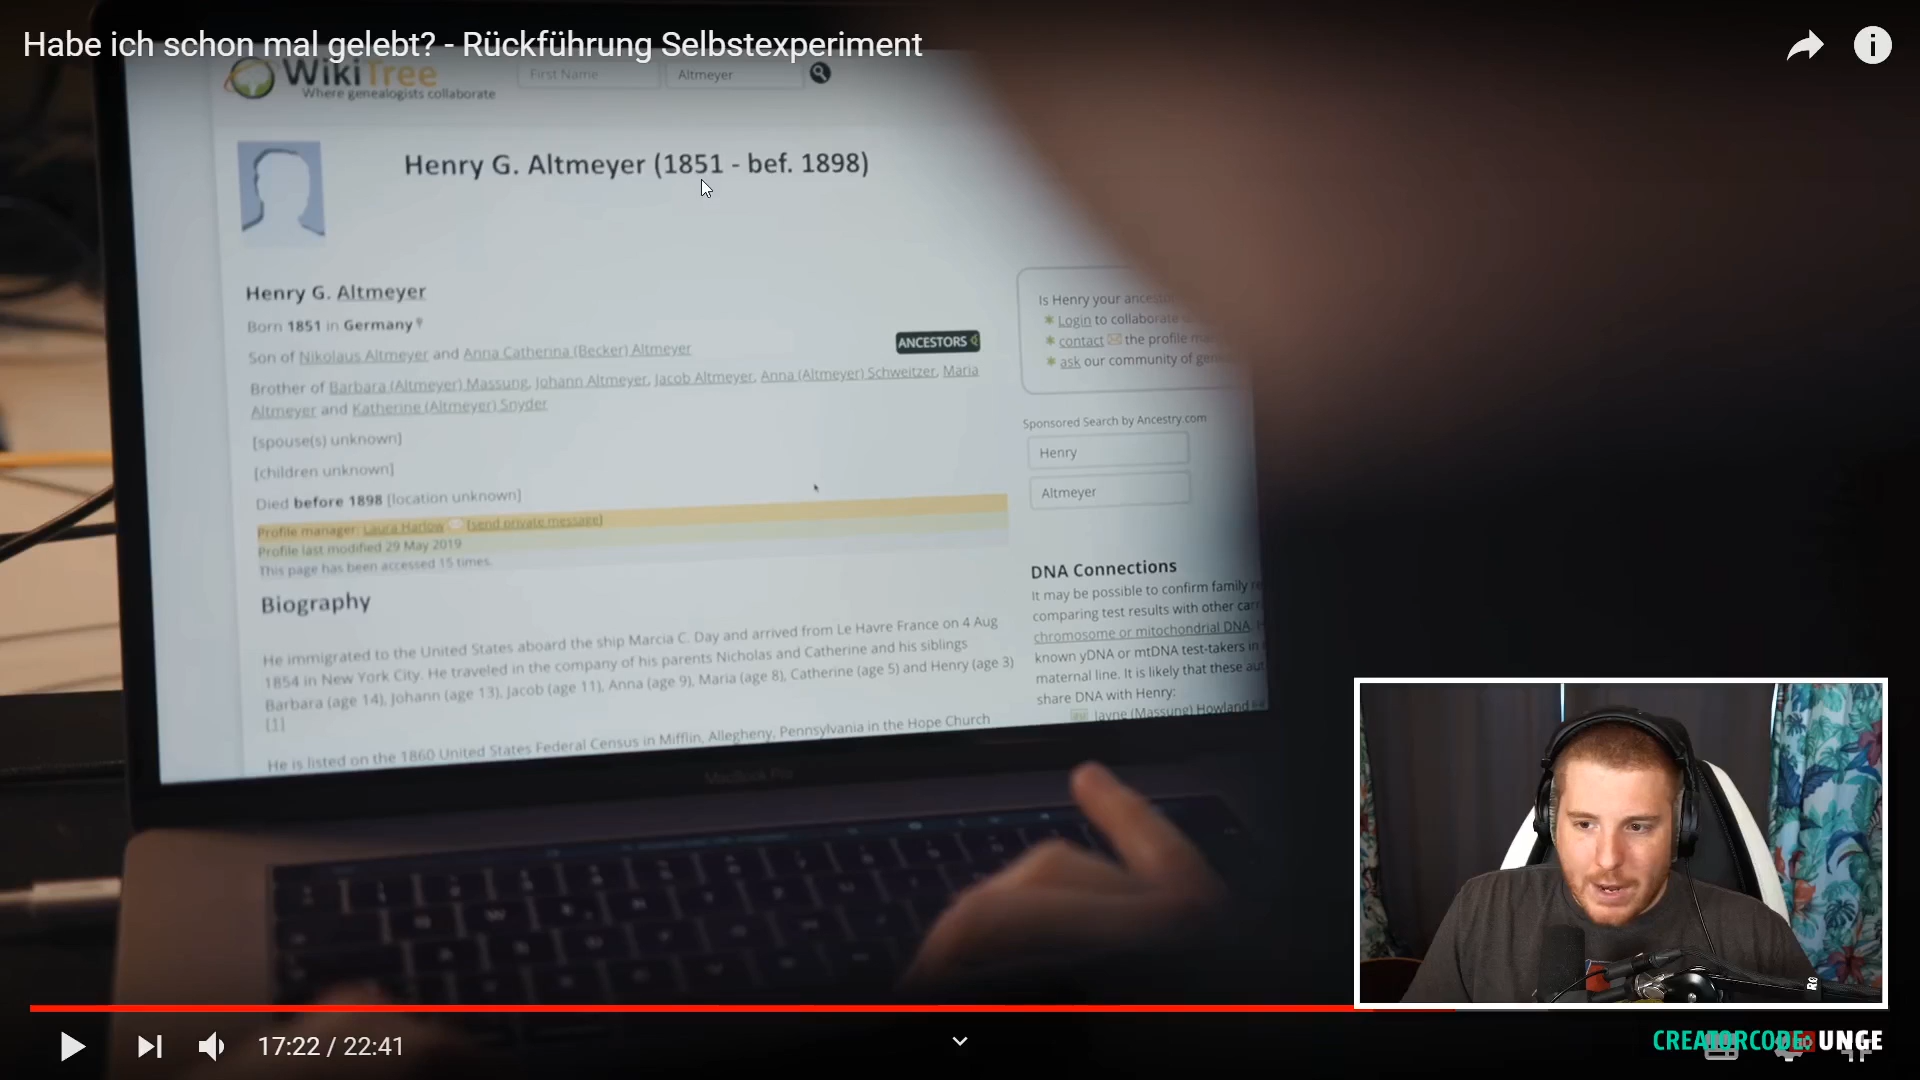 Habe ich schon mal gelebt? - Rückführung Selbstexperiment
WikiTree
Where genealogists collaborate
First Name
Altmeyer
Henry G. Altmeyer (1851 - bef. 1898)
Henry G. Altmeyer
Born 1851 in Germany
Son of Nikolaus Altmeyer and Anna Catherina (Becker) Altmeyer
ANCESTORS
Brother of Barbara (Altmeyer) Massung, Johann Altmeyer, Jacob Altmeyer, Anna (Altmeyer) Schweitzer, Maria
Altmeyer and Katherine (Altmeyer) Snyder
[spouse(s) unknown]
[children unknown]
Died before 1898 [location unknown]
Profile manager: Laura Harlow [send private message]
Profile last modified 29 May 2019
This page has been accessed 15 times.
Biography
He immigrated to the United States aboard the ship Marcia C. Day and arrived from Le Havre France on 4 Aug
1854 in New York City. He traveled in the company of his parents Nicholas and Catherine and his siblings
Barbara (age 14), Johann (age 13), Jacob (age 11), Anna (age 9), Maria (age 8), Catherine (age 5) and Henry (age 3)
[1]
He is listed on the 1860 United States Federal Census in Mifflin, Allegheny, Pennsylvania in the Hope Church
Is Henry your ancestor
Login to collaborate
contact the profile
ask our community of
Sponsored Search by Ancestry.com
Henry
Altmeyer
DNA Connections
It may be possible to confirm family
comparing test results with other
chromosome or mitochondrial DNA.
known yDNA or mtDNA test-takers in
maternal line. It is likely that these
share DNA with Henry:
Jayne (Massung) Howland
MacBook Pro
17:22 / 22:41
CREATORCODE: UNGE